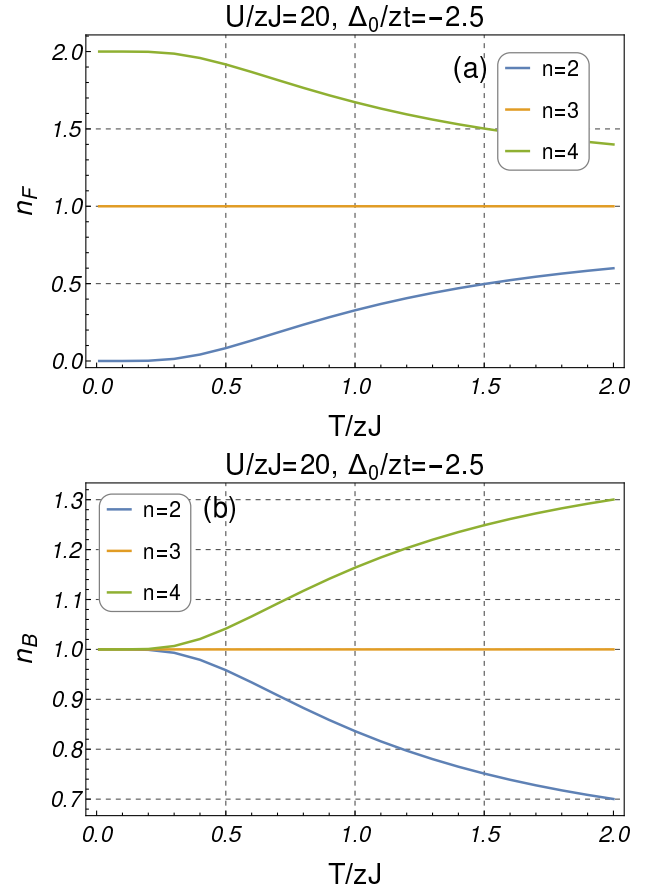 U/zJ=20, Δ₀/zt=−2.5
(a)
n=2
n=3
n=4
2.0
1.5
1.0
0.5
0.0
n_F
0.0 0.5 1.0 1.5 2.0
T/zJ
U/zJ=20, Δ₀/zt=−2.5
(b)
n=2
n=3
n=4
1.3
1.2
1.1
1.0
0.9
0.8
0.7
n_B
0.0 0.5 1.0 1.5 2.0
T/zJ